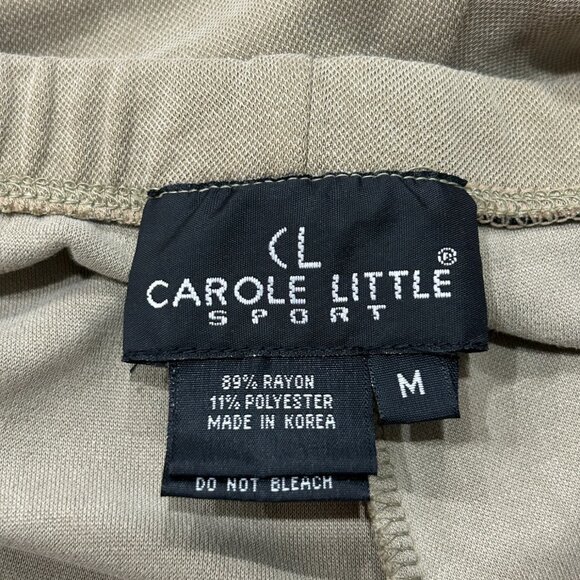 CL
CAROLE LITTLE®
SPORT
89% RAYON
11% POLYESTER
MADE IN KOREA
M
DO NOT BLEACH